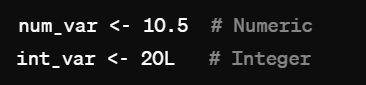 num_var <- 10.5  # Numeric
int_var <- 20L   # Integer